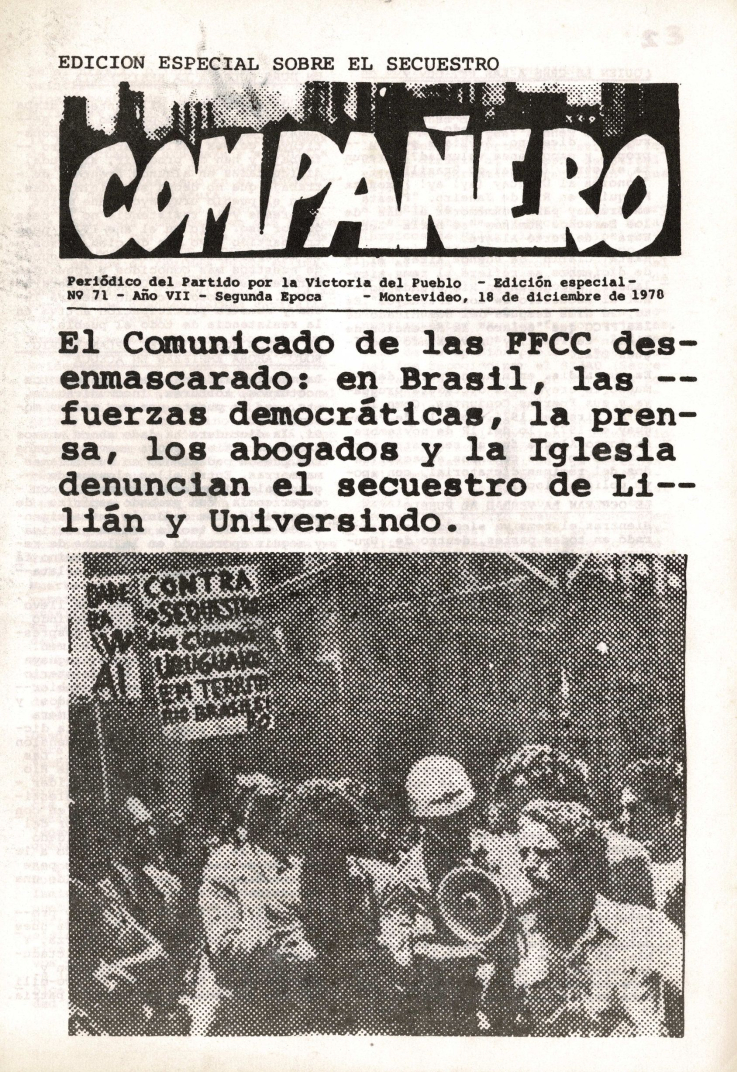 EDICION ESPECIAL SOBRE EL SECUESTRO
COMPAÑERO
Periódico del Partido por la Victoria del Pueblo - Edición especial-
Nº 71 - Año VII - Segunda Epoca - Montevideo, 18 de diciembre de 1978
El Comunicado de las FFCC des-
enmascarado: en Brasil, las --
fuerzas democráticas, la pren-
sa, los abogados y la Iglesia
denuncian el secuestro de Li--
lián y Universindo.
CONTRA
URUGUAIOS
EM